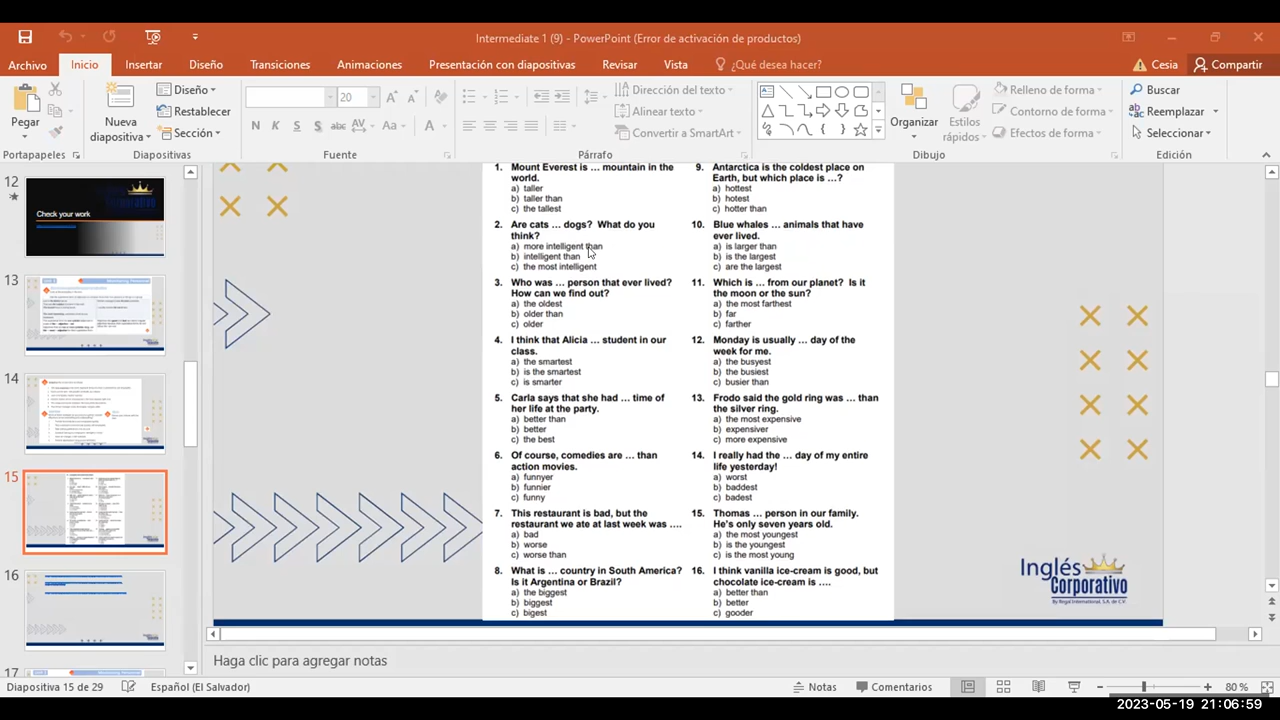 Intermediate 1 (9) - PowerPoint (Error de activación de productos)
Archivo
Inicio
Insertar
Diseño
Transiciones
Animaciones
Presentación con diapositivas
Revisar
Vista
¿Qué desea hacer?
Cesia
Compartir
Pegar
Nueva
diapositiva
Diseño
Restablecer
Sección
20
Dirección del texto
Alinear texto
Convertir a SmartArt
Organizar
Estilos
rápidos
Relleno de forma
Contorno de forma
Efectos de forma
Buscar
Reemplazar
Seleccionar
Portapapeles
Diapositivas
Fuente
Párrafo
Dibujo
Edición
12
Check your work
13
14
15
16
17
1. Mount Everest is … mountain in the
world.
a) taller
b) taller than
c) the tallest
2. Are cats … dogs? What do you
think?
a) more intelligent than
b) intelligent than
c) the most intelligent
3. Who was … person that ever lived?
How can we find out?
a) the oldest
b) older than
c) older
4. I think that Alicia … student in our
class.
a) the smartest
b) is the smartest
c) is smarter
5. Carla says that she had … time of
her life at the party.
a) better than
b) better
c) the best
6. Of course, comedies are … than
action movies.
a) funnyer
b) funnier
c) funny
7. This restaurant is bad, but the
restaurant we ate at last week was ….
a) bad
b) worse
c) worse than
8. What is … country in South America?
Is it Argentina or Brazil?
a) the biggest
b) biggest
c) bigest
9. Antarctica is the coldest place on
Earth, but which place is …?
a) hottest
b) hotest
c) hotter than
10. Blue whales … animals that have
ever lived.
a) is larger than
b) is the largest
c) are the largest
11. Which is … from our planet? Is it
the moon or the sun?
a) the most farthest
b) far
c) farther
12. Monday is usually … day of the
week for me.
a) the busyest
b) the busiest
c) busier than
13. Frodo said the gold ring was … than
the silver ring.
a) the most expensive
b) expensiver
c) more expensive
14. I really had the … day of my entire
life yesterday!
a) worst
b) baddest
c) badest
15. Thomas … person in our family.
He's only seven years old.
a) the most youngest
b) is the youngest
c) is the most young
16. I think vanilla ice-cream is good, but
chocolate ice-cream is ….
a) better than
b) better
c) gooder
Inglés
Corporativo
By Regal International, S.A. de C.V.
Haga clic para agregar notas
Diapositiva 15 de 29
Español (El Salvador)
Notas
Comentarios
80 %
2023-05-19 21:06:59